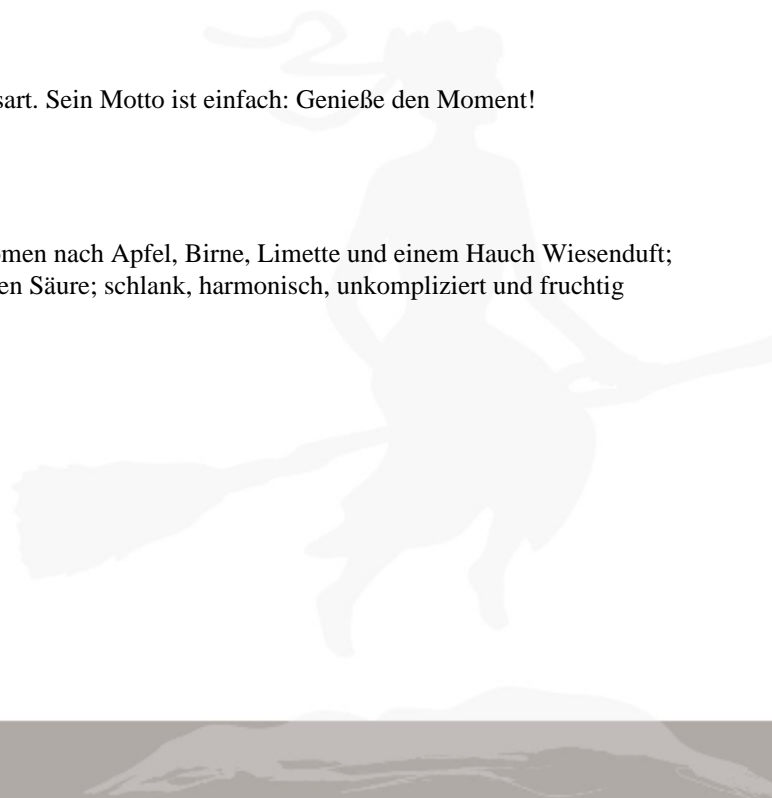 sart. Sein Motto ist einfach: Genieße den Moment!
omen nach Apfel, Birne, Limette und einem Hauch Wiesenduft;
en Säure; schlank, harmonisch, unkompliziert und fruchtig